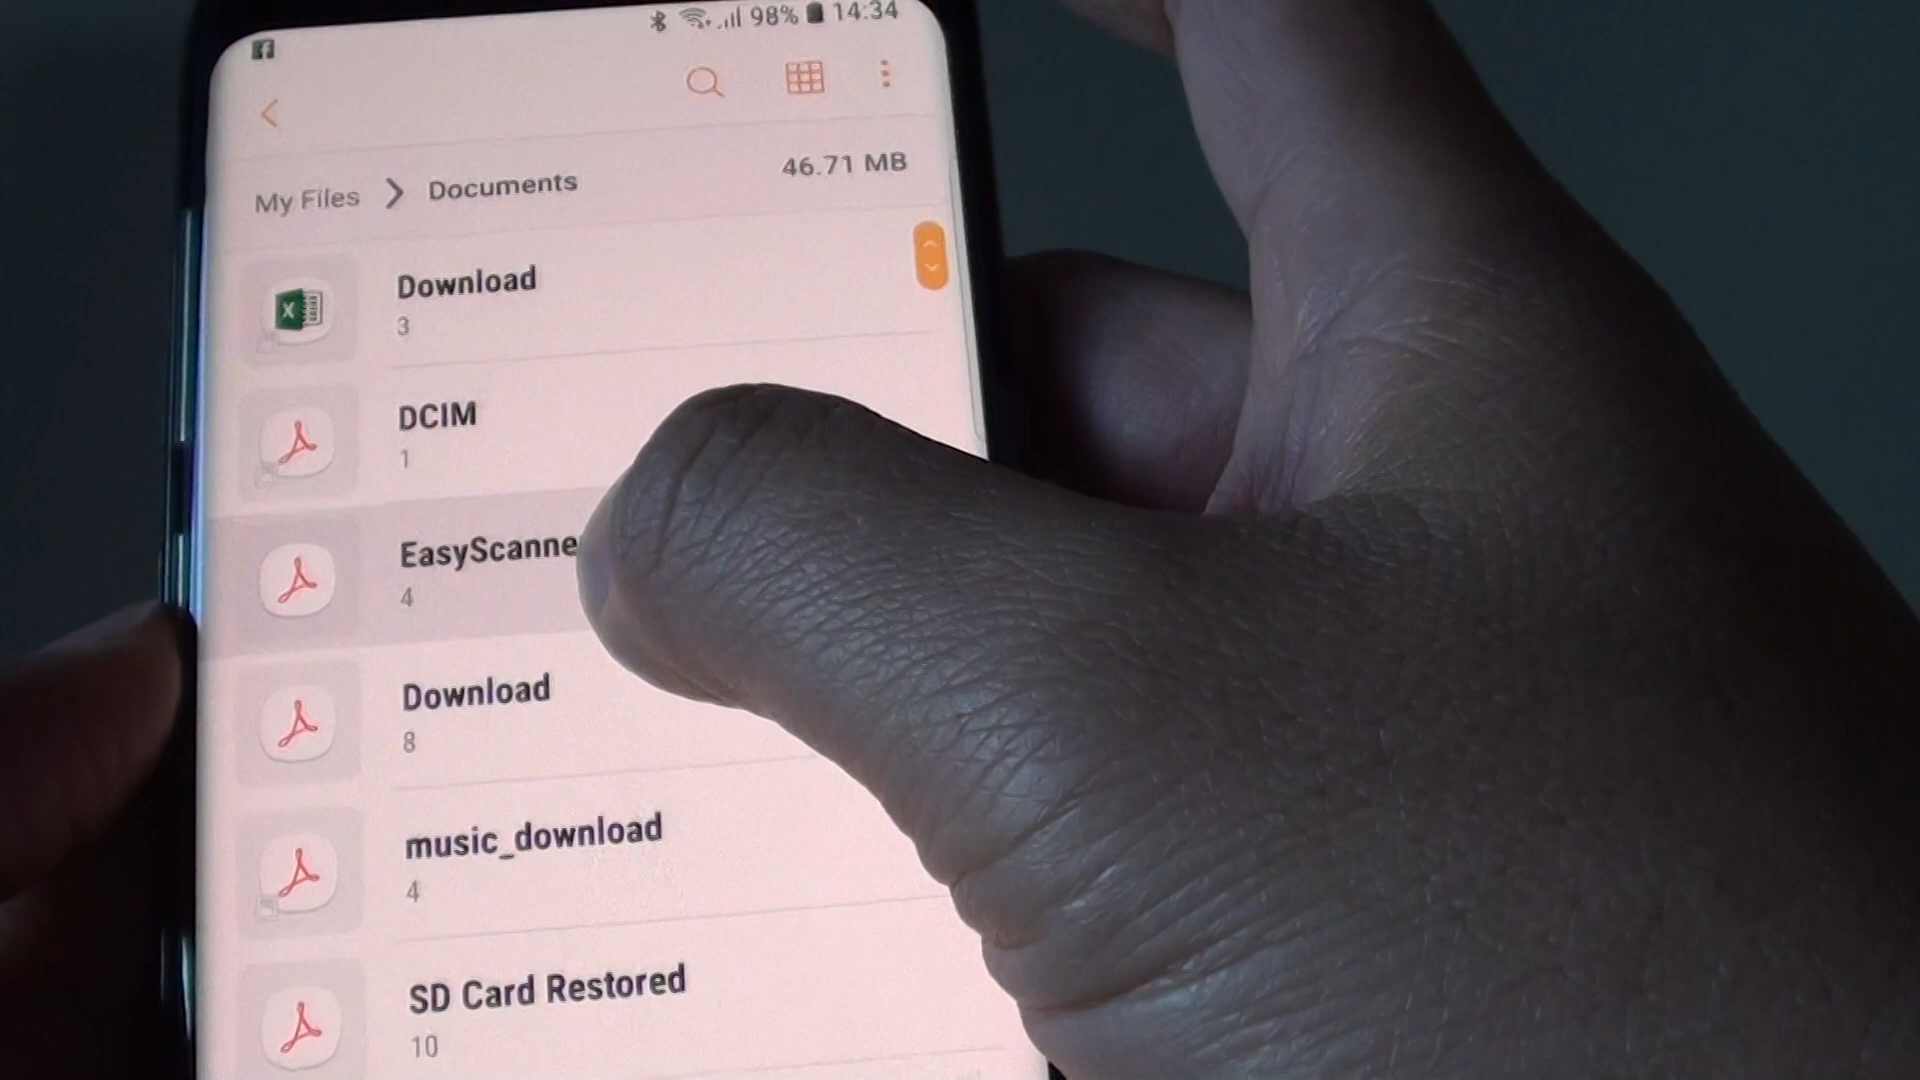 98% 14:34
My Files > Documents 46.71 MB
Download
3
DCIM
1
EasyScanne
4
Download
8
music_download
4
SD Card Restored
10